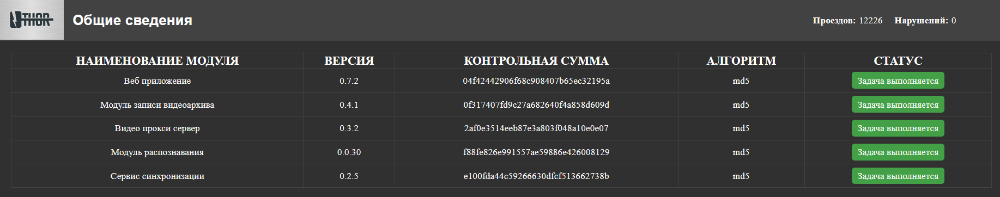 THOR
Общие сведения
Проездов: 12226 Нарушений: 0
НАИМЕНОВАНИЕ МОДУЛЯ ВЕРСИЯ КОНТРОЛЬНАЯ СУММА АЛГОРИТМ СТАТУС
Веб приложение 0.7.2 04f42442906f68c908407b65ec32195a md5 Задача выполняется
Модуль записи видеоархива 0.4.1 0f317407fd9c27a682640f4a858d609d md5 Задача выполняется
Видео прокси сервер 0.3.2 2af0e3514eeb87e3a803f048a10e0e07 md5 Задача выполняется
Модуль распознавания 0.0.30 f88fe826e991557ae59886e426008129 md5 Задача выполняется
Сервис синхронизации 0.2.5 e100fda44c59266630dfcf513662738b md5 Задача выполняется